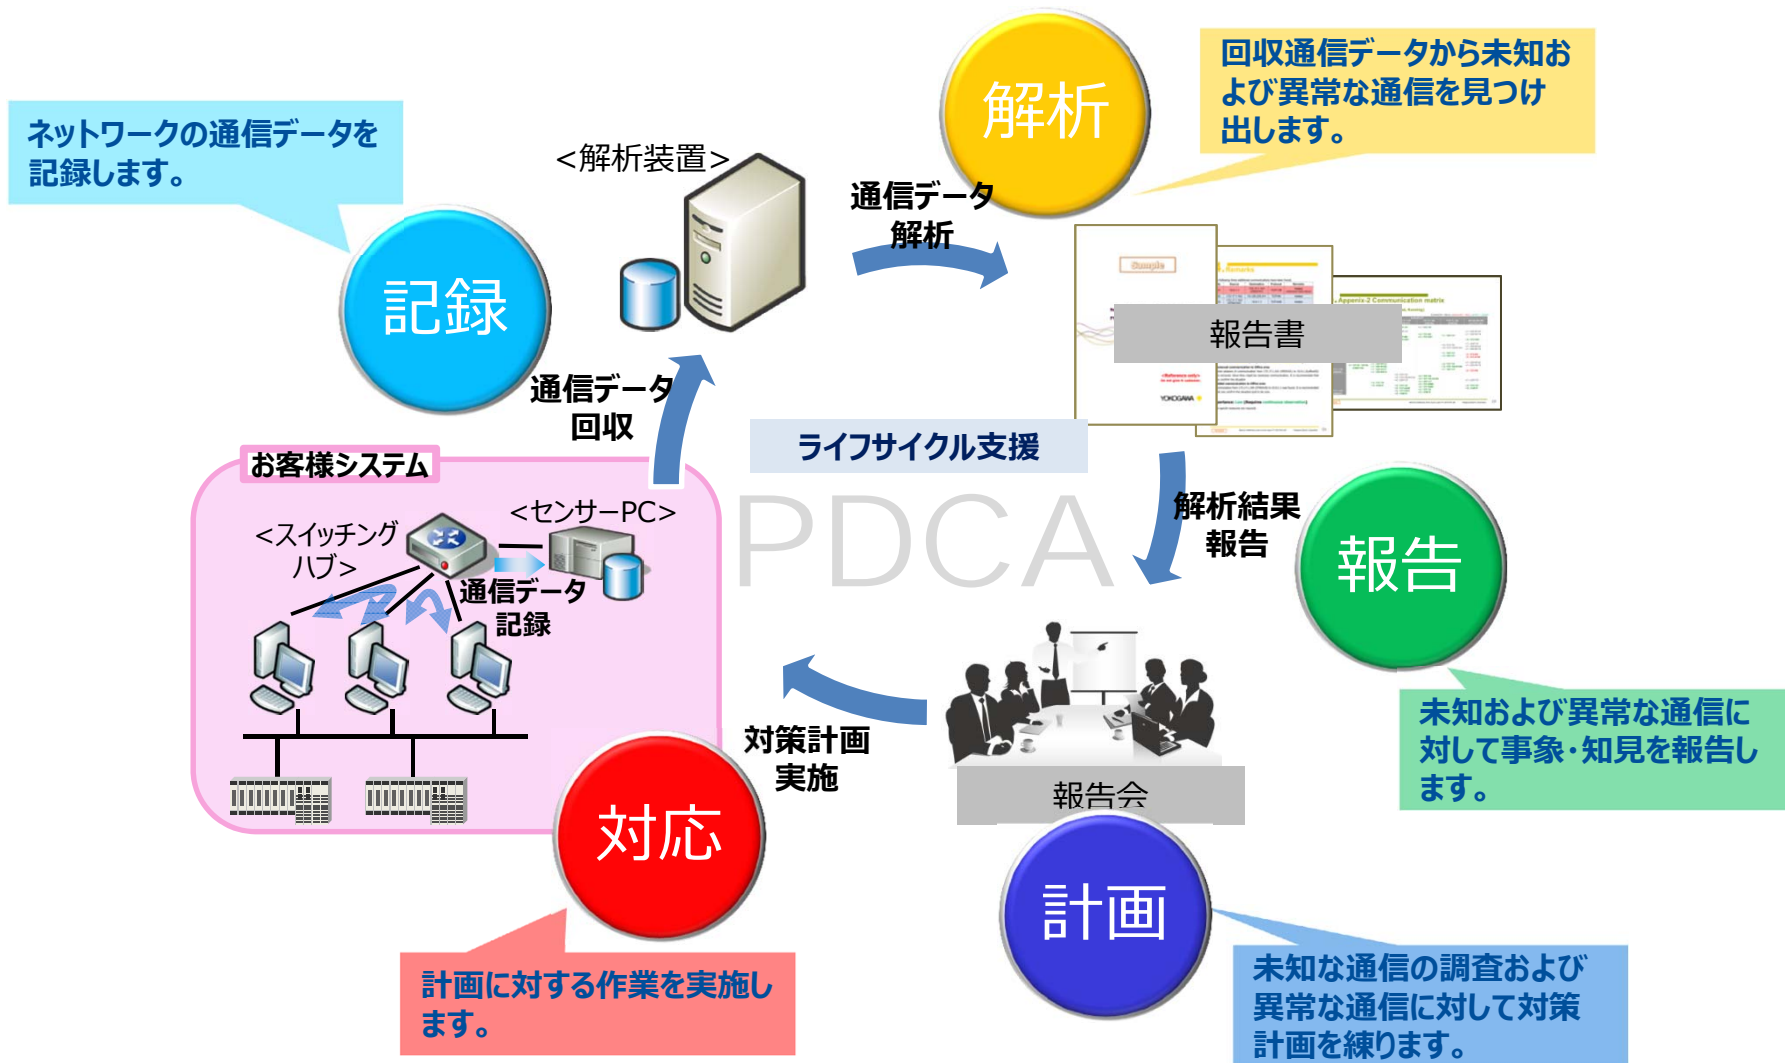 解析
回収通信データから未知お
よび異常な通信を見つけ
出します。
ネットワークの通信データを
記録します。
<解析装置>
通信データ
解析
記録
Sample
Remarks
Appenix-2 Communication matrix
報告書
YOKOGAWA
通信データ
回収
ライフサイクル支援
お客様システム
PDCA
<センサーPC>
<スイッチング
ハブ>
通信データ
記録
解析結果
報告
報告
未知および異常な通信に
対して事象・知見を報告し
ます。
対策計画
実施
報告会
対応
計画
計画に対する作業を実施し
ます。
未知な通信の調査および
異常な通信に対して対策
計画を練ります。